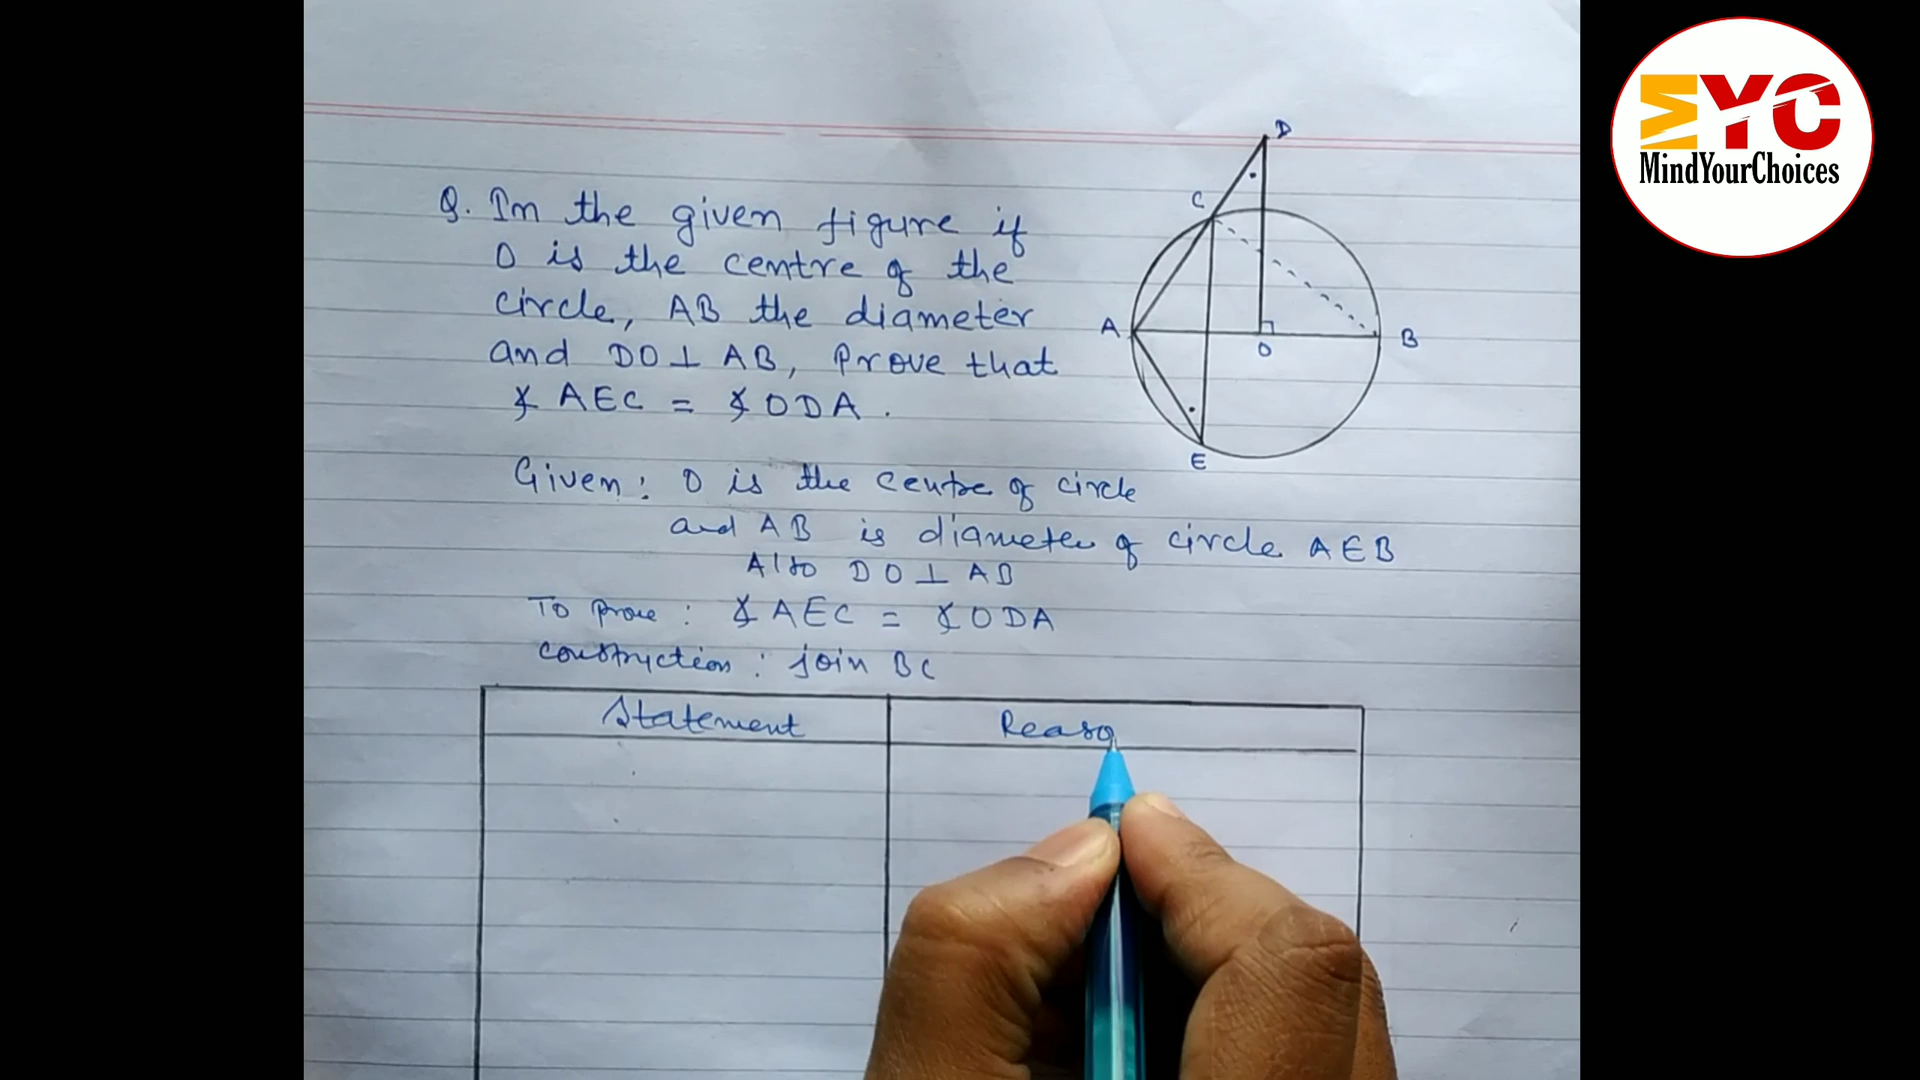 MYC
MindYourChoices
Q. In the given figure if
O is the centre of the
circle, AB the diameter
and DO⊥AB, Prove that
∡ AEC = ∡ ODA.
D
C
A
B
O
E
Given: O is the centre of circle
and AB is diameter of circle AEB
Also DO⊥AB
To prove: ∡ AEC = ∡ ODA
construction: join BC
Statement
Reaso